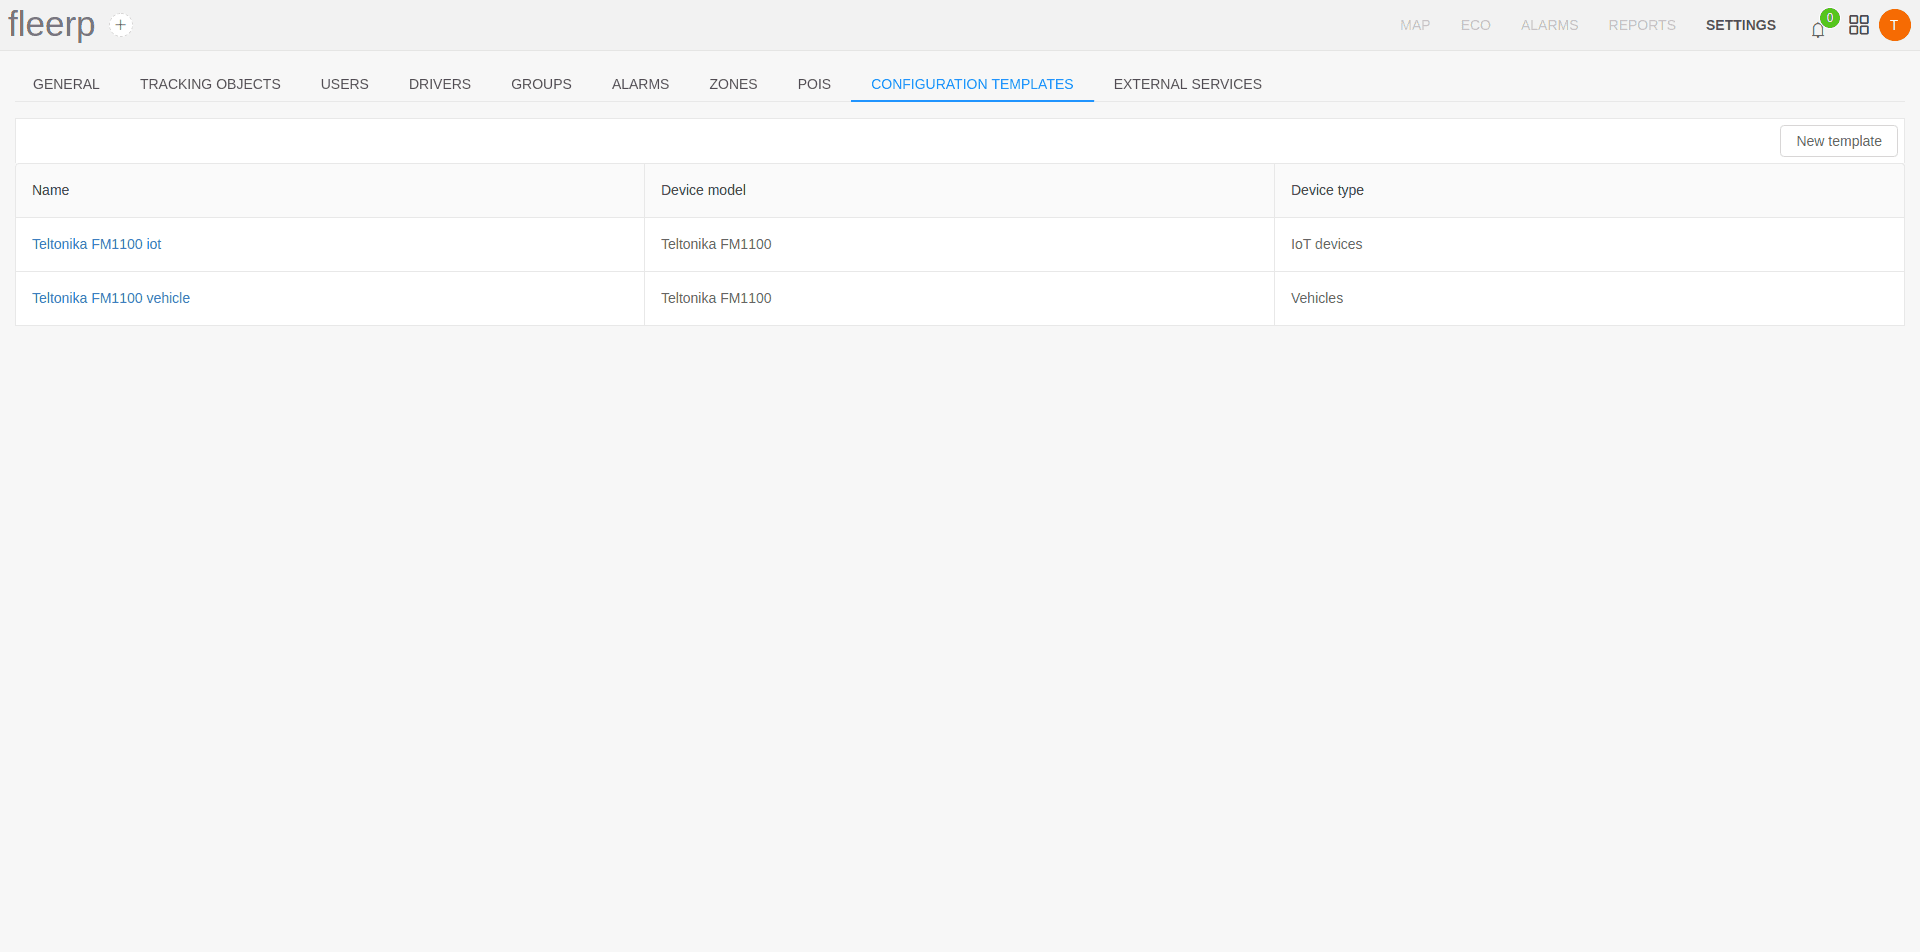 fleerp
MAP ECO ALARMS REPORTS SETTINGS 0 T
GENERAL TRACKING OBJECTS USERS DRIVERS GROUPS ALARMS ZONES POIS CONFIGURATION TEMPLATES EXTERNAL SERVICES
New template
Name Device model Device type
Teltonika FM1100 iot Teltonika FM1100 IoT devices
Teltonika FM1100 vehicle Teltonika FM1100 Vehicles